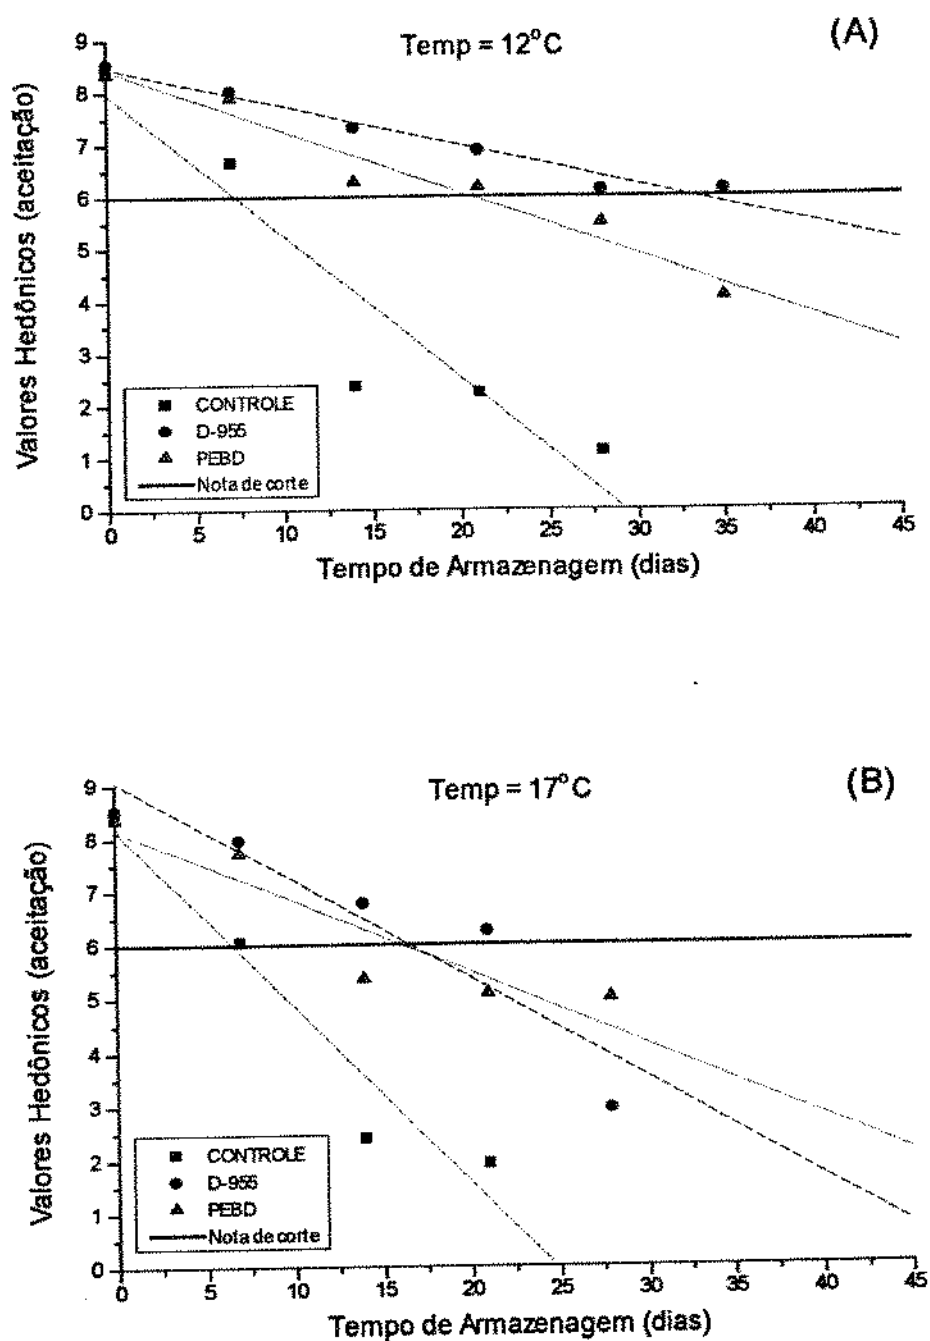 (A)
Temp = 12°C
Valores Hedônicos (aceitação)
9
8
7
6
5
4
3
2
1
0
CONTROLE
D-955
PEBD
Nota de corte
0 5 10 15 20 25 30 35 40 45
Tempo de Armazenagem (dias)
(B)
Temp = 17°C
Valores Hedônicos (aceitação)
9
8
7
6
5
4
3
2
1
0
CONTROLE
D-955
PEBD
Nota de corte
0 5 10 15 20 25 30 35 40 45
Tempo de Armazenagem (dias)